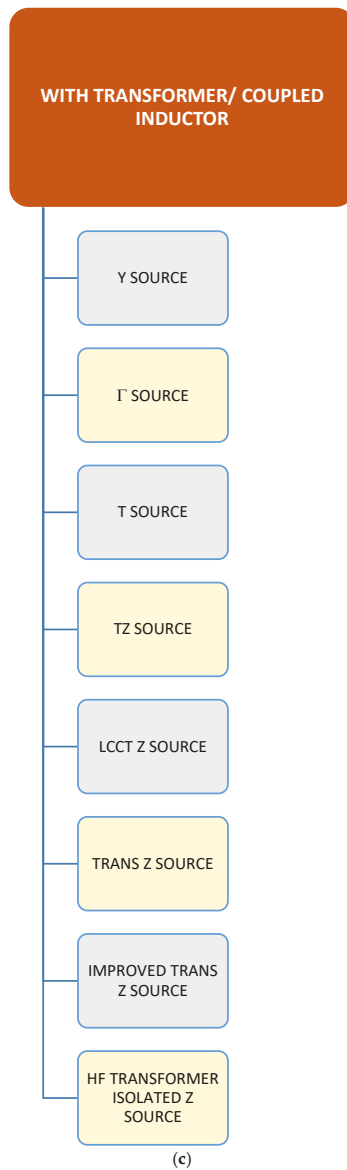 WITH TRANSFORMER/ COUPLED
INDUCTOR
Y SOURCE
Γ SOURCE
T SOURCE
TZ SOURCE
LCCT Z SOURCE
TRANS Z SOURCE
IMPROVED TRANS
Z SOURCE
HF TRANSFORMER
ISOLATED Z
SOURCE
(c)